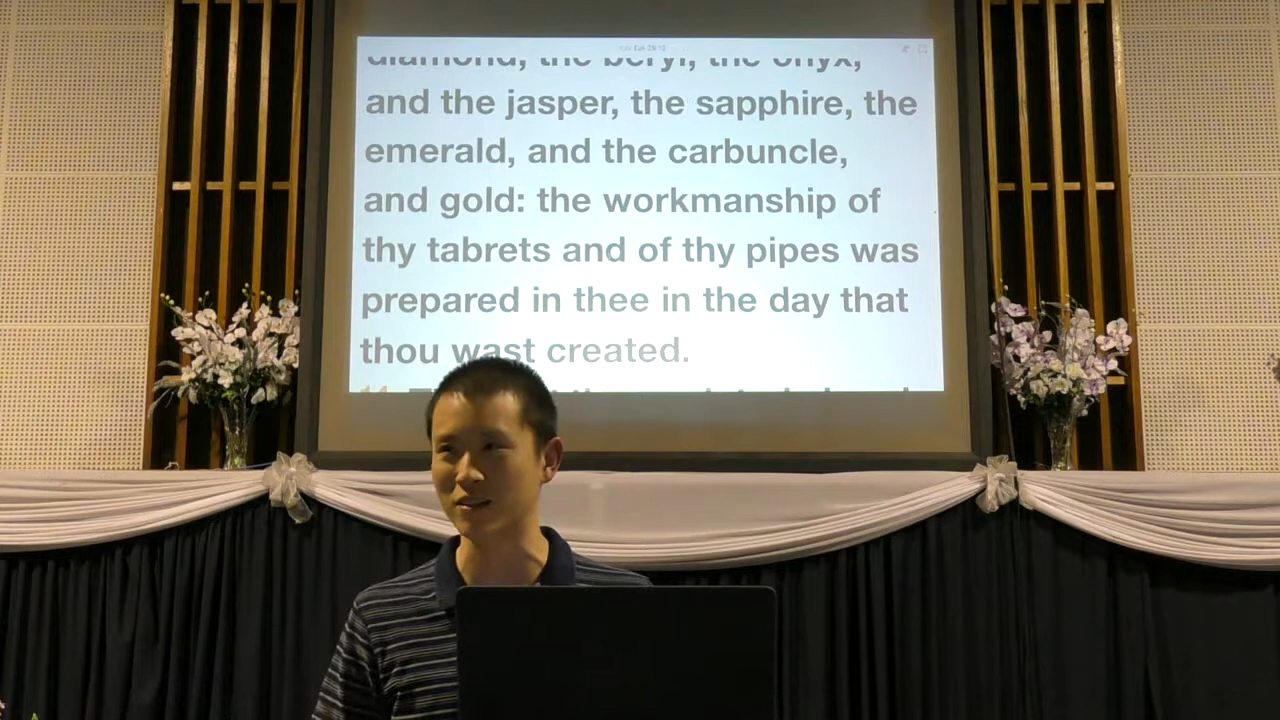 diamond, the beryl, the onyx,
and the jasper, the sapphire, the
emerald, and the carbuncle,
and gold: the workmanship of
thy tabrets and of thy pipes was
prepared in thee in the day that
thou wast created.